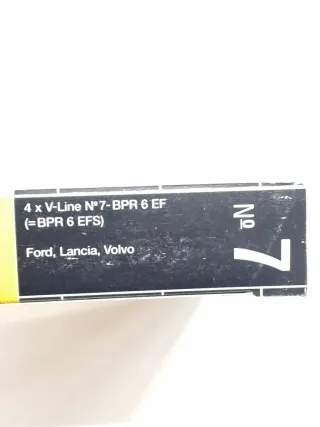 4 x V-Line Nº7-BPR 6 EF
(=BPR 6 EFS)
Ford, Lancia, Volvo
Nº 7